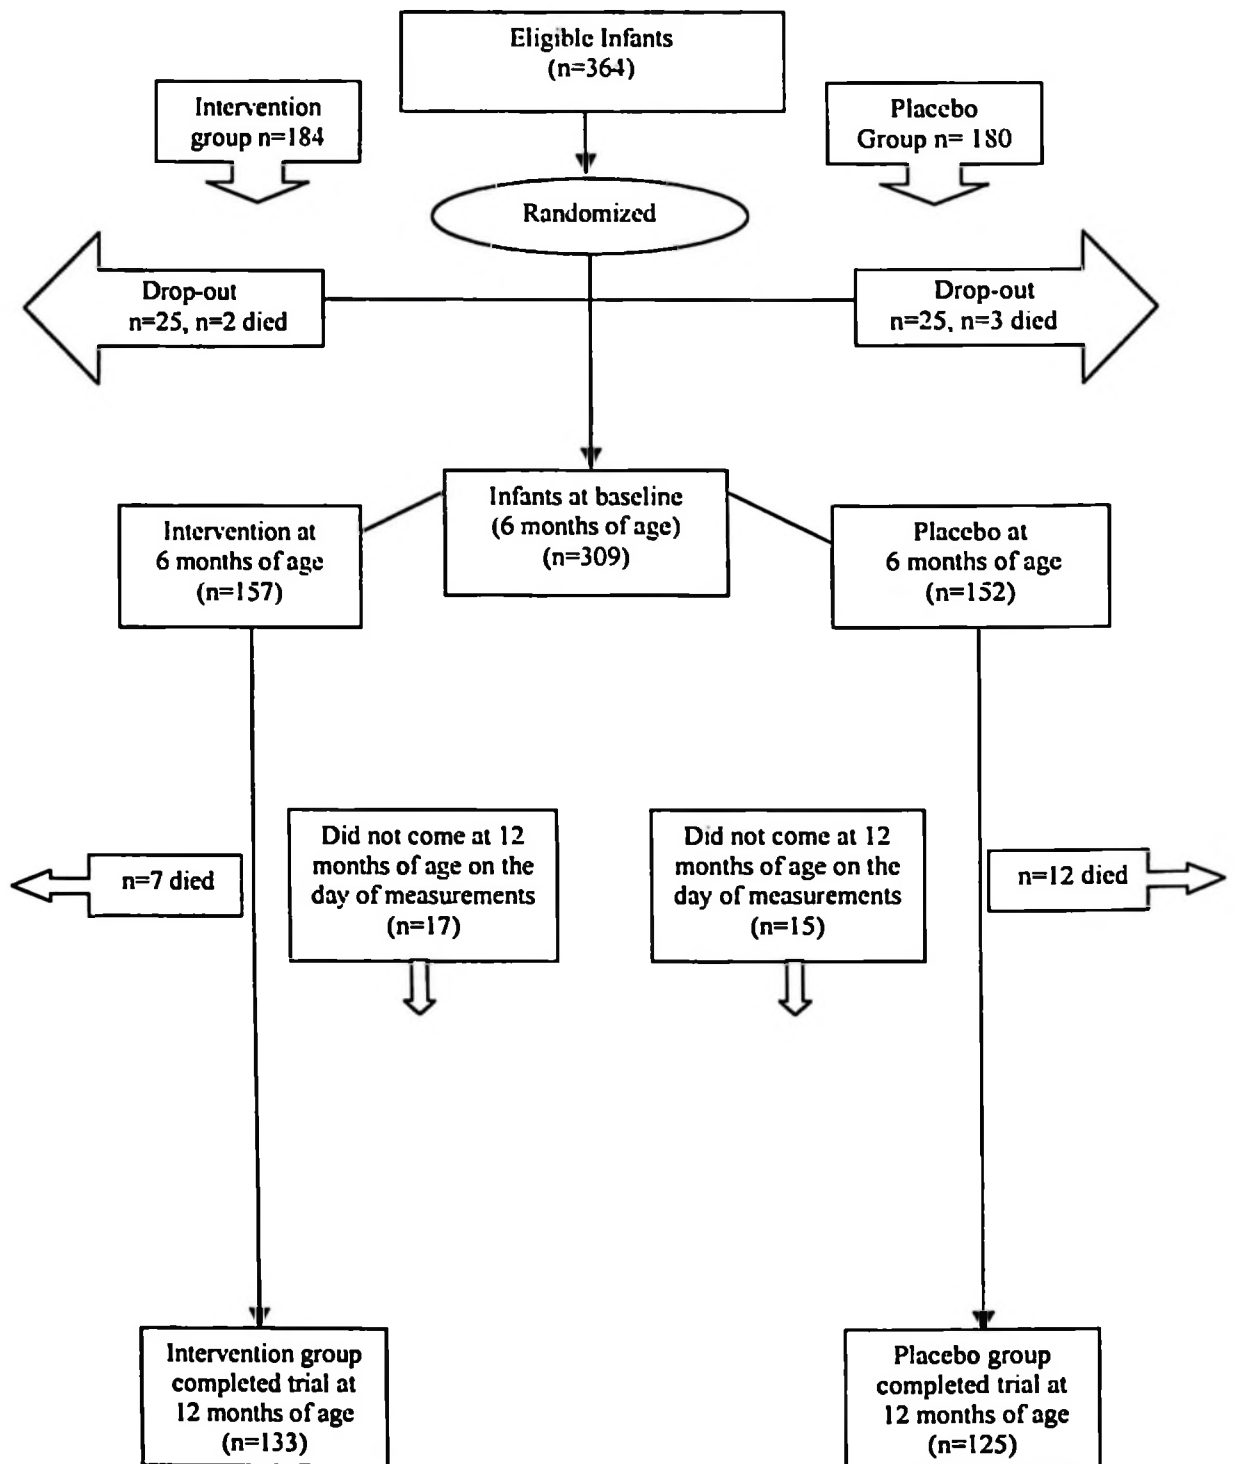 Eligible Infants
(n=364)
Intervention
group n=184
Placebo
Group n= 180
Randomized
Drop-out
n=25, n=2 died
Drop-out
n=25, n=3 died
Infants at baseline
(6 months of age)
(n=309)
Intervention at
6 months of age
(n=157)
Placebo at
6 months of age
(n=152)
n=7 died
Did not come at 12
months of age on the
day of measurements
(n=17)
Did not come at 12
months of age on the
day of measurements
(n=15)
n=12 died
Intervention group
completed trial at
12 months of age
(n=133)
Placebo group
completed trial at
12 months of age
(n=125)